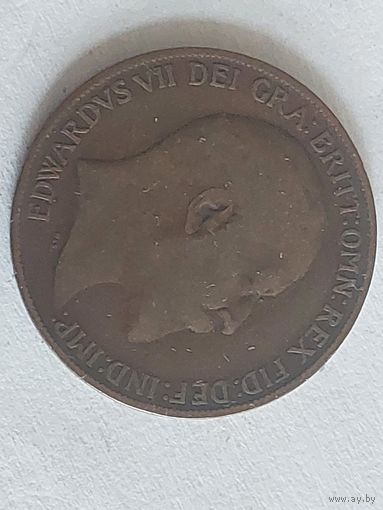 EDWARDVS VII DEI GRA: BRITT: OMN: REX FID: DEF: IND: IMP:
www.ay.by